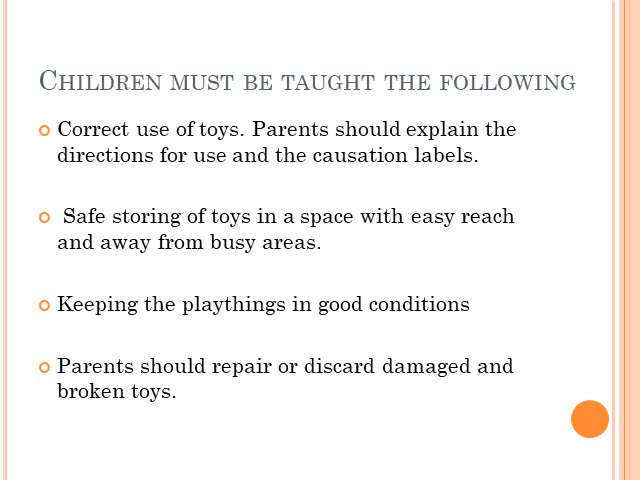 CHILDREN MUST BE TAUGHT THE FOLLOWING
Correct use of toys. Parents should explain the
directions for use and the causation labels.
Safe storing of toys in a space with easy reach
and away from busy areas.
Keeping the playthings in good conditions
Parents should repair or discard damaged and
broken toys.